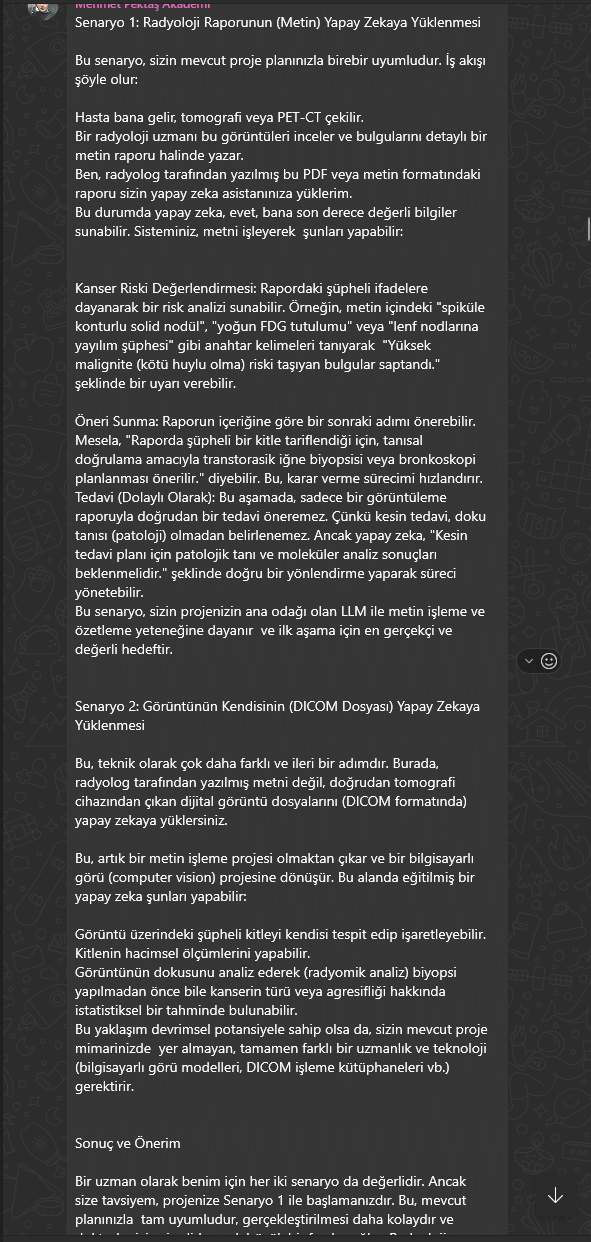 Mehmet Pektaş Akademi
Senaryo 1: Radyoloji Raporunun (Metin) Yapay Zekaya Yüklenmesi
Bu senaryo, sizin mevcut proje planınızla birebir uyumludur. İş akışı
şöyle olur:
Hasta bana gelir, tomografi veya PET-CT çekilir.
Bir radyoloji uzmanı bu görüntüleri inceler ve bulgularını detaylı bir
metin raporu halinde yazar.
Ben, radyolog tarafından yazılmış bu PDF veya metin formatındaki
raporu sizin yapay zeka asistanınıza yüklerim.
Bu durumda yapay zeka, evet, bana son derece değerli bilgiler
sunabilir. Sisteminiz, metni işleyerek  şunları yapabilir:
Kanser Riski Değerlendirmesi: Rapordaki şüpheli ifadelere
dayanarak bir risk analizi sunabilir. Örneğin, metin içindeki "spiküle
konturlu solid nodül", "yoğun FDG tutulumu" veya "lenf nodlarına
yayılım şüphesi" gibi anahtar kelimeleri tanıyarak  "Yüksek
malignite (kötü huylu olma) riski taşıyan bulgular saptandı."
şeklinde bir uyarı verebilir.
Öneri Sunma: Raporun içeriğine göre bir sonraki adımı önerebilir.
Mesela, "Raporda şüpheli bir kitle tariflendiği için, tanısal
doğrulama amacıyla transtorasik iğne biyopsisi veya bronkoskopi
planlanması önerilir." diyebilir. Bu, karar verme sürecimi hızlandırır.
Tedavi (Dolaylı Olarak): Bu aşamada, sadece bir görüntüleme
raporuyla doğrudan bir tedavi öneremez. Çünkü kesin tedavi, doku
tanısı (patoloji) olmadan belirlenemez. Ancak yapay zeka, "Kesin
tedavi planı için patolojik tanı ve moleküler analiz sonuçları
beklenmelidir." şeklinde doğru bir yönlendirme yaparak süreci
yönetebilir.
Bu senaryo, sizin projenizin ana odağı olan LLM ile metin işleme ve
özetleme yeteneğine dayanır  ve ilk aşama için en gerçekçi ve
değerli hedeftir.
Senaryo 2: Görüntünün Kendisinin (DICOM Dosyası) Yapay Zekaya
Yüklenmesi
Bu, teknik olarak çok daha farklı ve ileri bir adımdır. Burada,
radyolog tarafından yazılmış metni değil, doğrudan tomografi
cihazından çıkan dijital görüntü dosyalarını (DICOM formatında)
yapay zekaya yüklersiniz.
Bu, artık bir metin işleme projesi olmaktan çıkar ve bir bilgisayarlı
görü (computer vision) projesine dönüşür. Bu alanda eğitilmiş bir
yapay zeka şunları yapabilir:
Görüntü üzerindeki şüpheli kitleyi kendisi tespit edip işaretleyebilir.
Kitlenin hacimsel ölçümlerini yapabilir.
Görüntünün dokusunu analiz ederek (radyomik analiz) biyopsi
yapılmadan önce bile kanserin türü veya agresifliği hakkında
istatistiksel bir tahminde bulunabilir.
Bu yaklaşım devrimsel potansiyele sahip olsa da, sizin mevcut proje
mimarinizde  yer almayan, tamamen farklı bir uzmanlık ve teknoloji
(bilgisayarlı görü modelleri, DICOM işleme kütüphaneleri vb.)
gerektirir.
Sonuç ve Önerim
Bir uzman olarak benim için her iki senaryo da değerlidir. Ancak
size tavsiyem, projenize Senaryo 1 ile başlamanızdır. Bu, mevcut
planınızla  tam uyumludur, gerçekleştirilmesi daha kolaydır ve